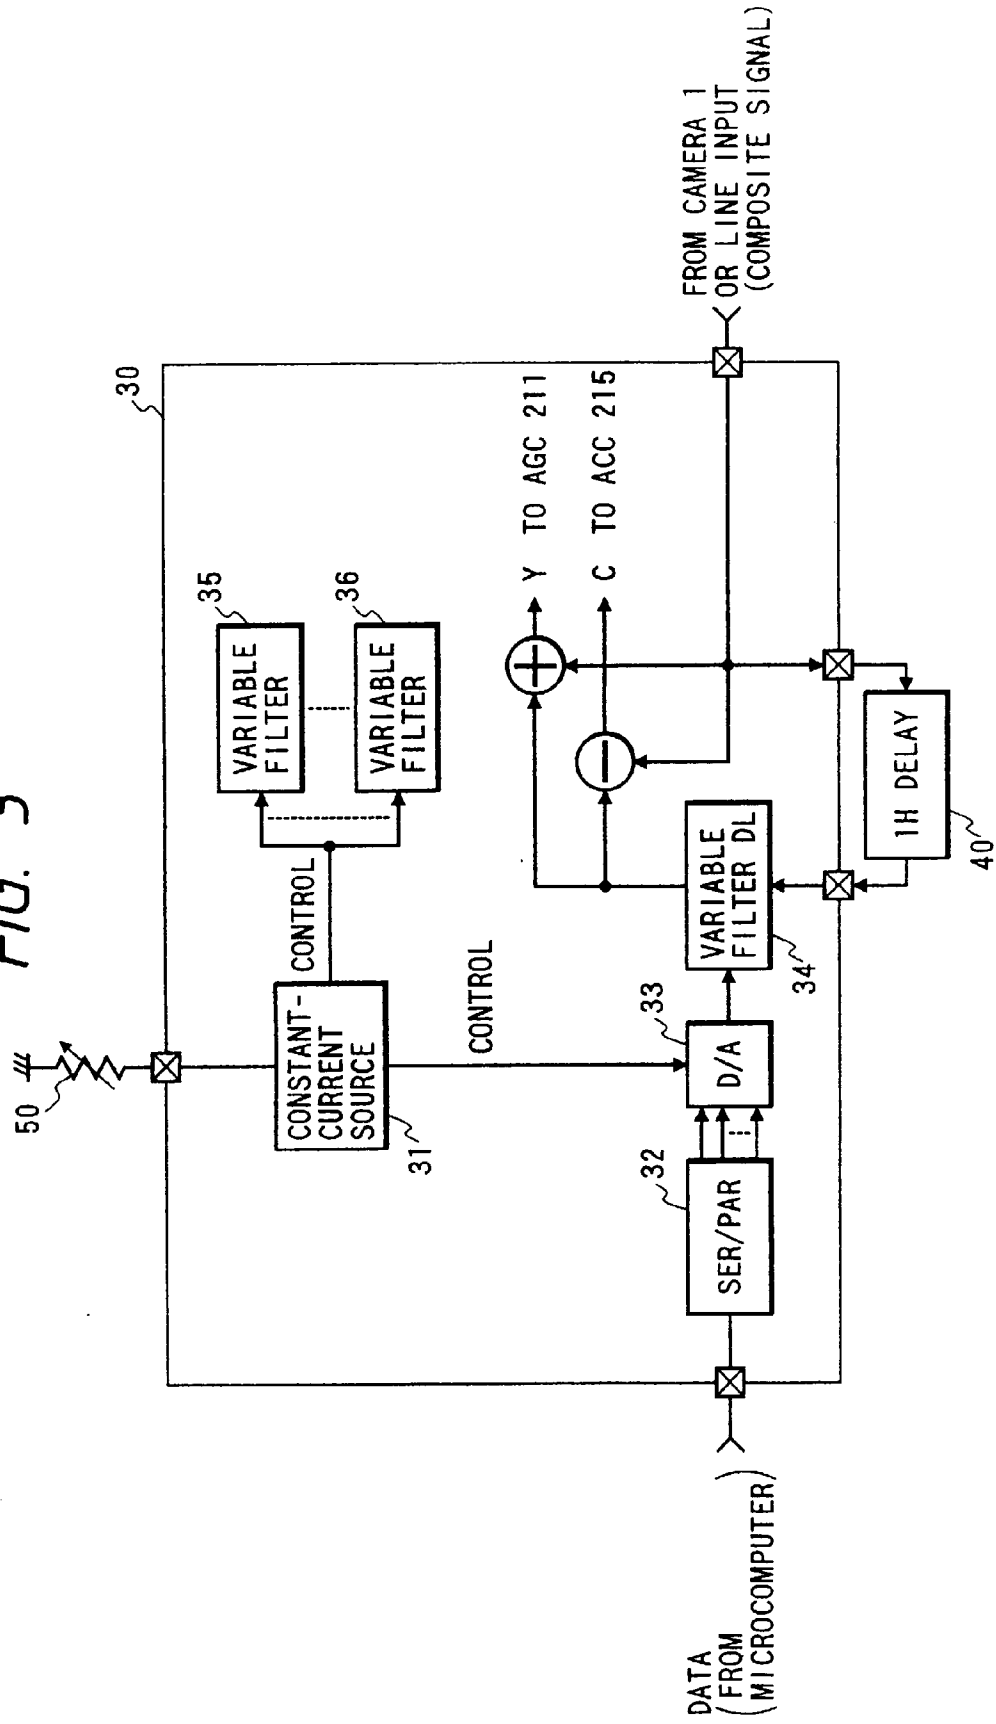 FIG. 3
50
30
35
VARIABLE
FILTER
36
VARIABLE
FILTER
CONTROL
CONSTANT-
CURRENT
SOURCE
31
CONTROL
Y TO AGC 211
C TO ACC 215
32
SER/PAR
33
D/A
VARIABLE
FILTER DL
34
1H DELAY
40
FROM CAMERA 1
OR LINE INPUT
(COMPOSITE SIGNAL)
DATA
(FROM
MICROCOMPUTER)